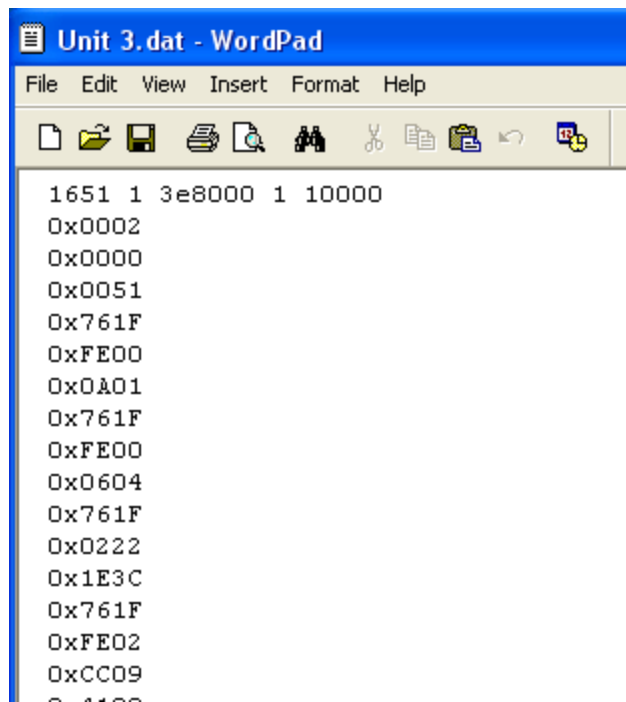 Unit 3.dat - WordPad
File Edit View Insert Format Help
1651 1 3e8000 1 10000
0x0002
0x0000
0x0051
0x761F
0xFE00
0x0A01
0x761F
0xFE00
0x0604
0x761F
0x0222
0x1E3C
0x761F
0xFE02
0xCC09